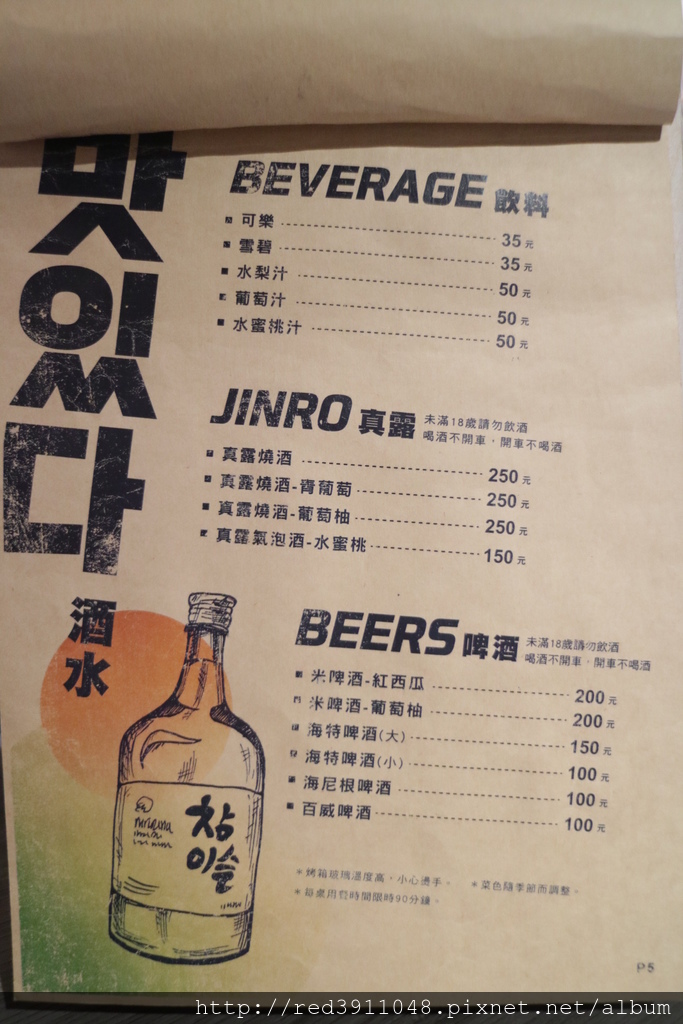 맛있다
酒水
BEVERAGE 飲料
可樂 35元
雪碧 35元
水梨汁 50元
葡萄汁 50元
水蜜桃汁 50元
JINRO 真露
未滿18歲請勿飲酒
喝酒不開車,開車不喝酒
真露燒酒 250元
真露燒酒-青葡萄 250元
真露燒酒-葡萄柚 250元
真露氣泡酒-水蜜桃 150元
BEERS 啤酒
未滿18歲請勿飲酒
喝酒不開車,開車不喝酒
米啤酒-紅西瓜 200元
米啤酒-葡萄柚 200元
海特啤酒(大) 150元
海特啤酒(小) 100元
海尼根啤酒 100元
百威啤酒 100元
참
이슬
*烤箱玻璃溫度高、小心燙手。 *菜色隨季節而調整。
*每桌用餐時間限時90分鐘。
P5
http://red3911048.pixnet.net/album